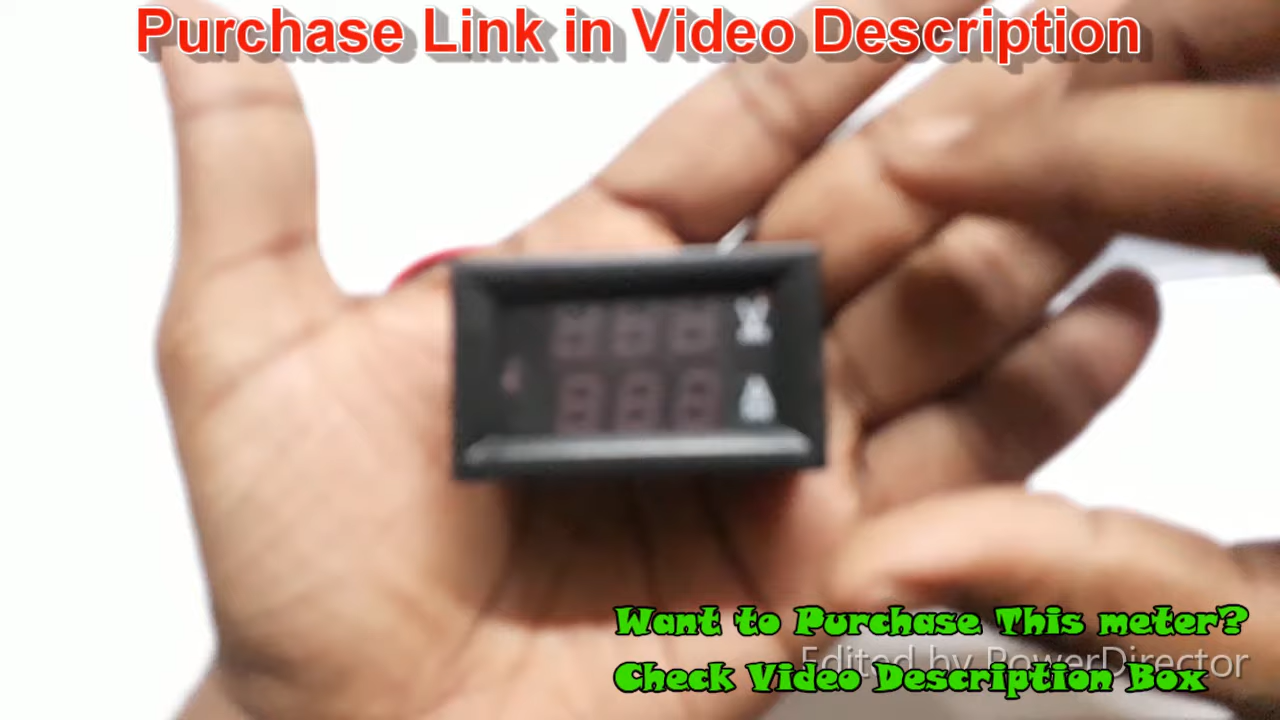 Purchase Link in Video Description
V
A
Want to Purchase This meter?
Edited by PowerDirector
Check Video Description Box